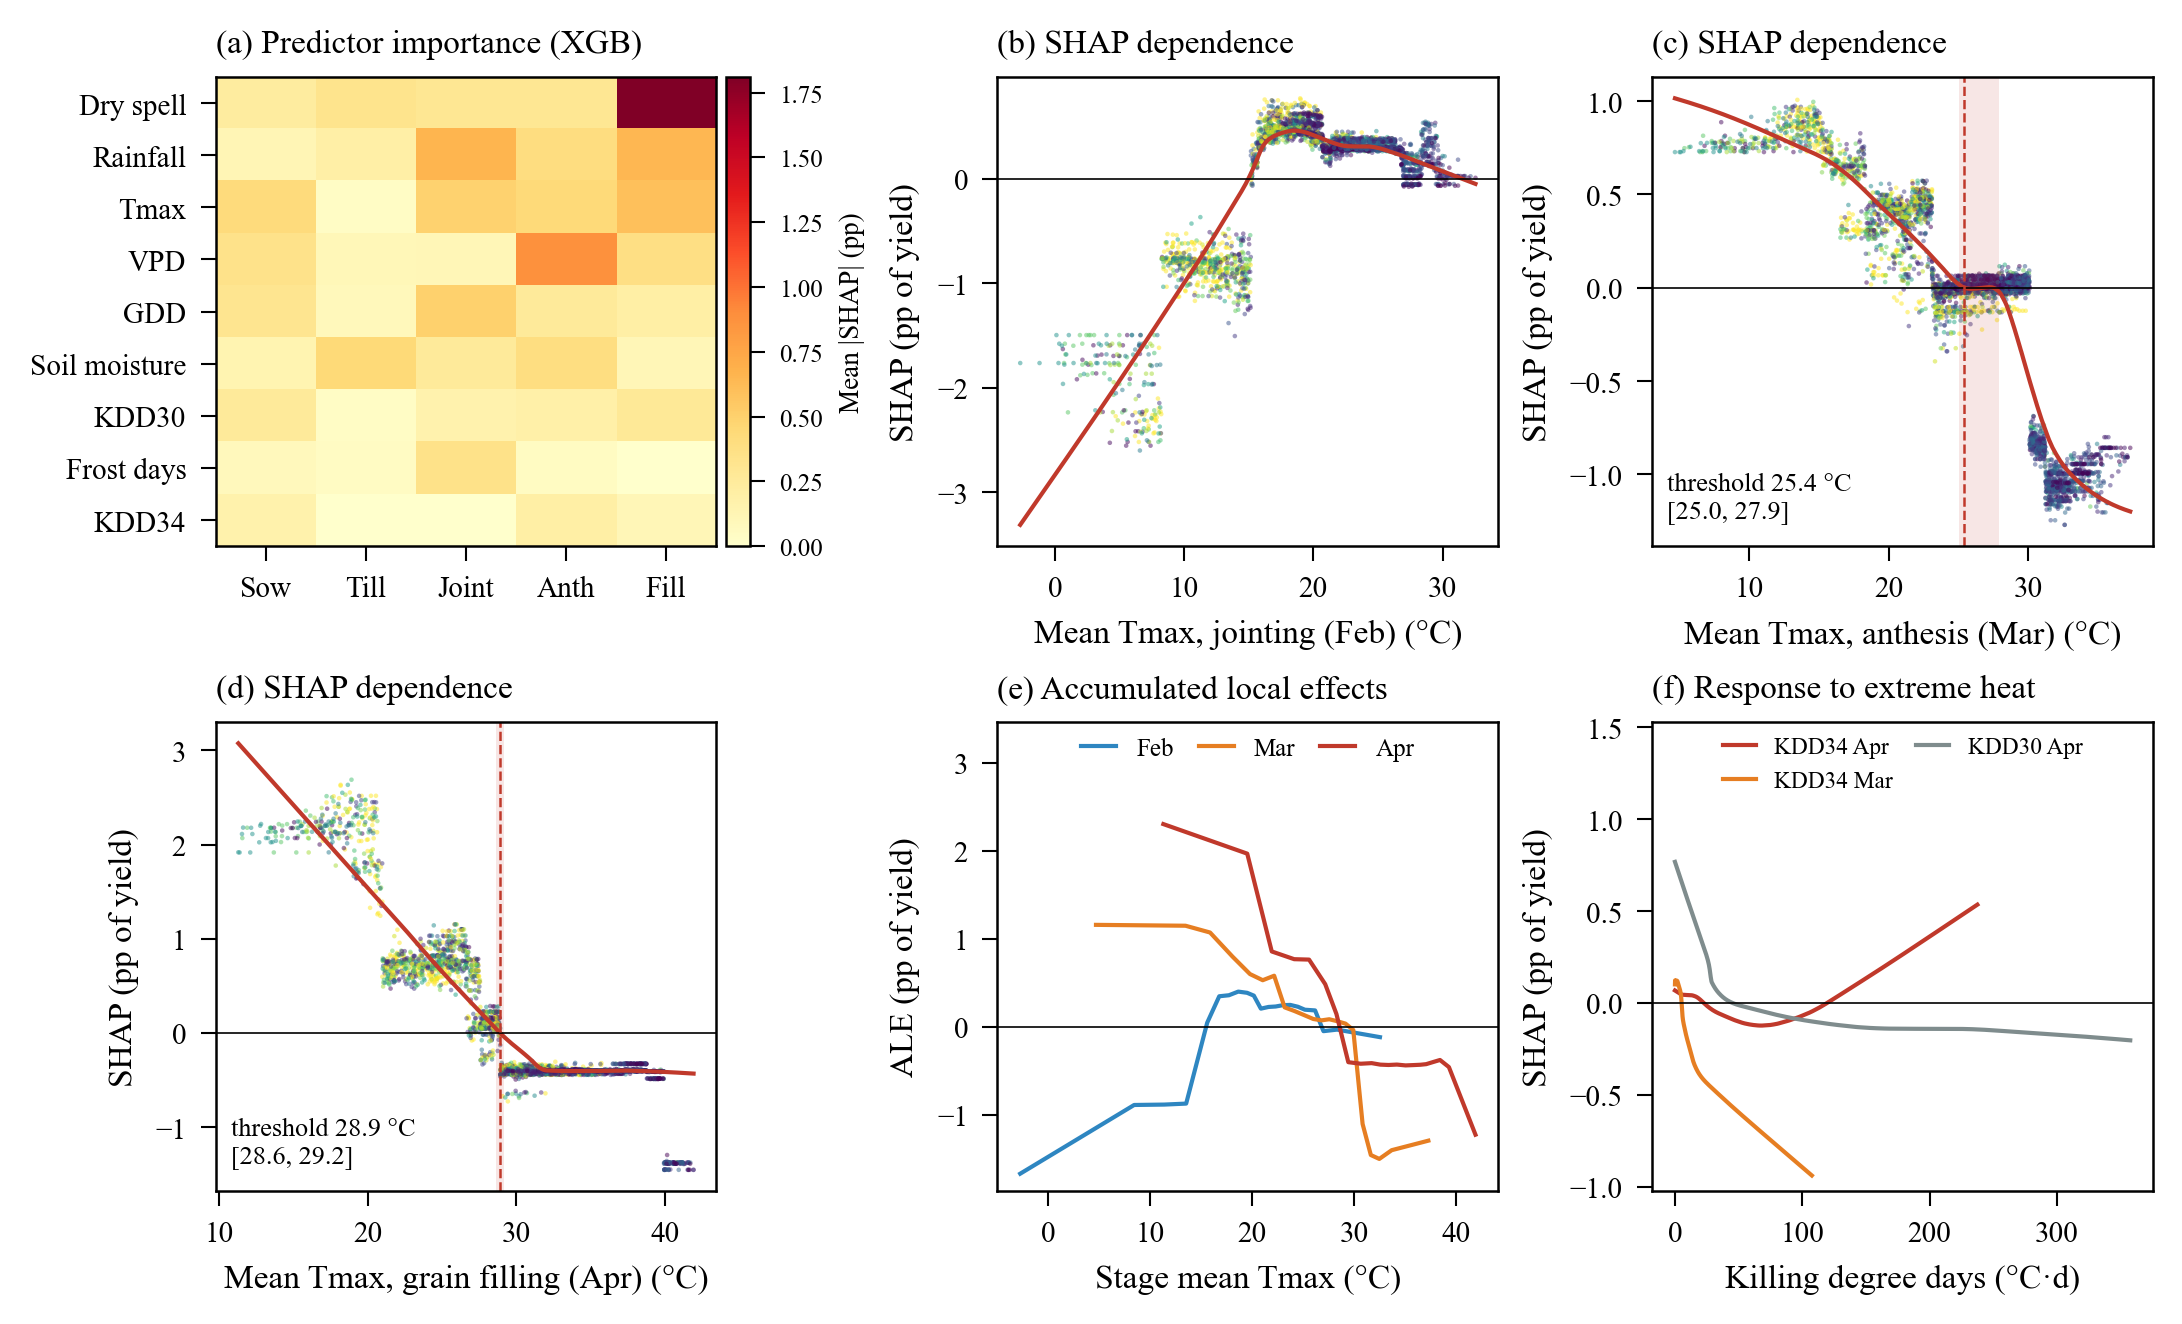 (a) Predictor importance (XGB)
Dry spell
Rainfall
Tmax
VPD
GDD
Soil moisture
KDD30
Frost days
KDD34
Sow Till Joint Anth Fill
1.75
1.50
1.25
1.00
0.75
0.50
0.25
0.00
Mean |SHAP| (pp)
(b) SHAP dependence
SHAP (pp of yield)
0
−1
−2
−3
0 10 20 30
Mean Tmax, jointing (Feb) (°C)
(c) SHAP dependence
SHAP (pp of yield)
1.0
0.5
0.0
−0.5
−1.0
threshold 25.4 °C
[25.0, 27.9]
10 20 30
Mean Tmax, anthesis (Mar) (°C)
(d) SHAP dependence
SHAP (pp of yield)
3
2
1
0
−1
threshold 28.9 °C
[28.6, 29.2]
10 20 30 40
Mean Tmax, grain filling (Apr) (°C)
(e) Accumulated local effects
Feb Mar Apr
ALE (pp of yield)
3
2
1
0
−1
0 10 20 30 40
Stage mean Tmax (°C)
(f) Response to extreme heat
KDD34 Apr KDD30 Apr
KDD34 Mar
SHAP (pp of yield)
1.5
1.0
0.5
0.0
−0.5
−1.0
0 100 200 300
Killing degree days (°C·d)